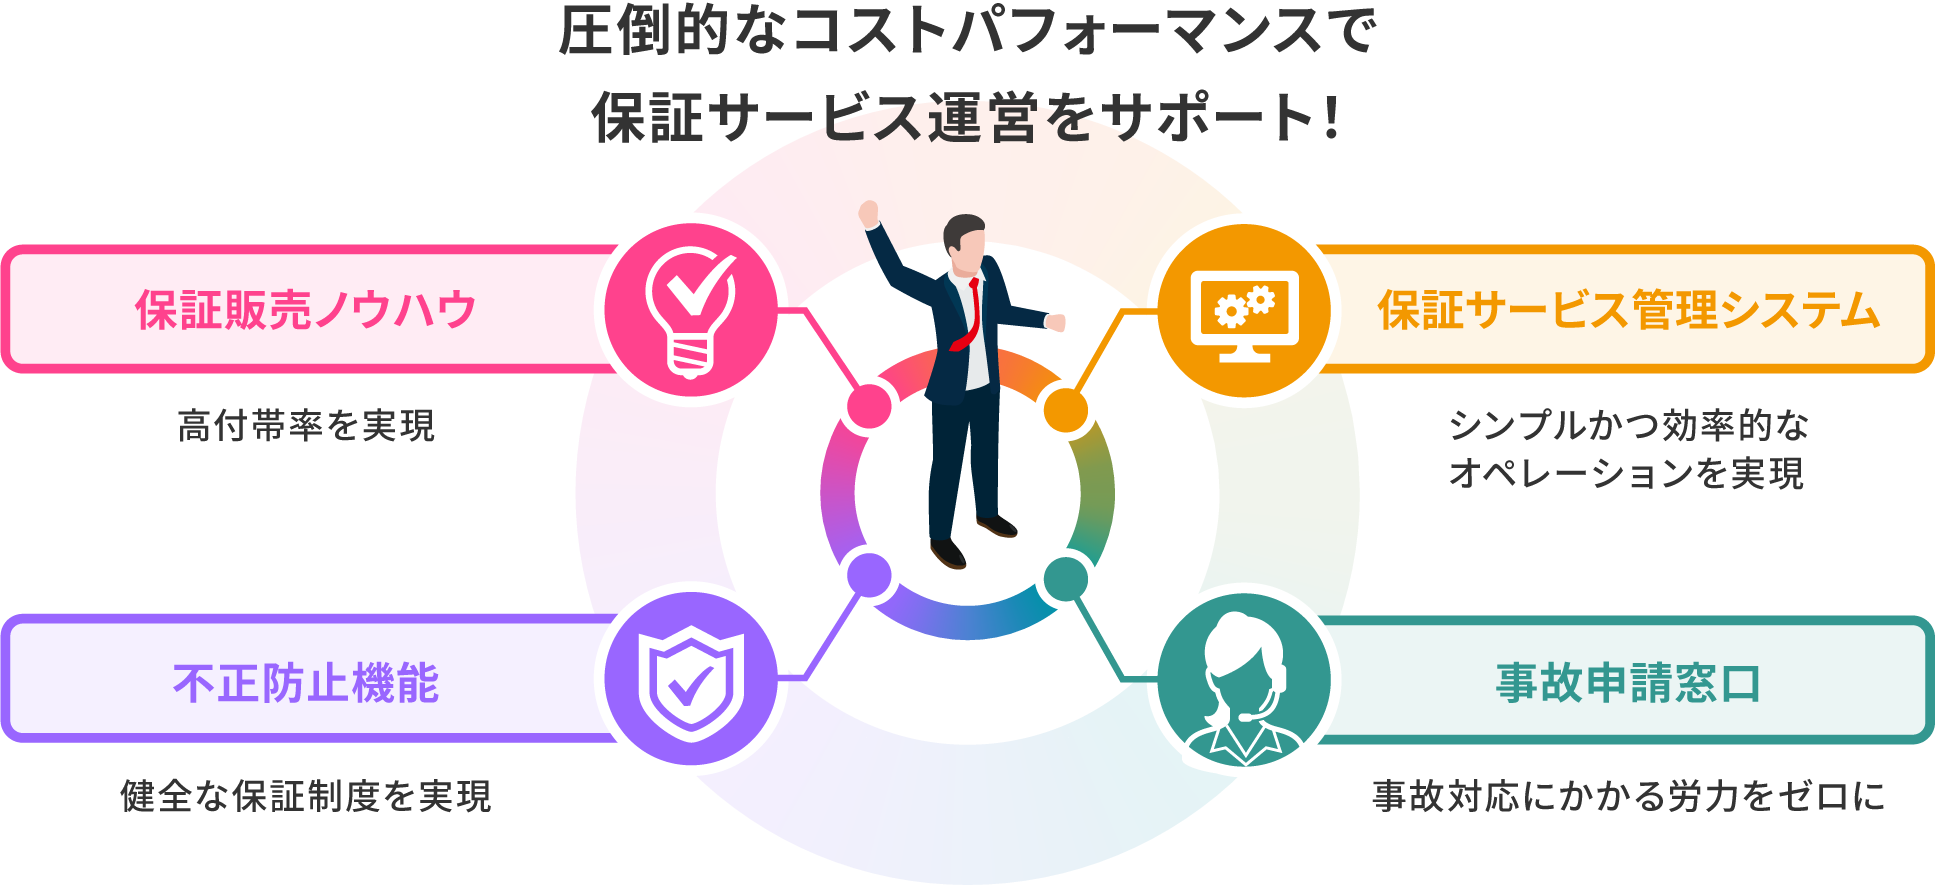 圧倒的なコストパフォーマンスで
保証サービス運営をサポート！
保証販売ノウハウ
高付帯率を実現
保証サービス管理システム
シンプルかつ効率的な
オペレーションを実現
不正防止機能
健全な保証制度を実現
事故申請窓口
事故対応にかかる労力をゼロに